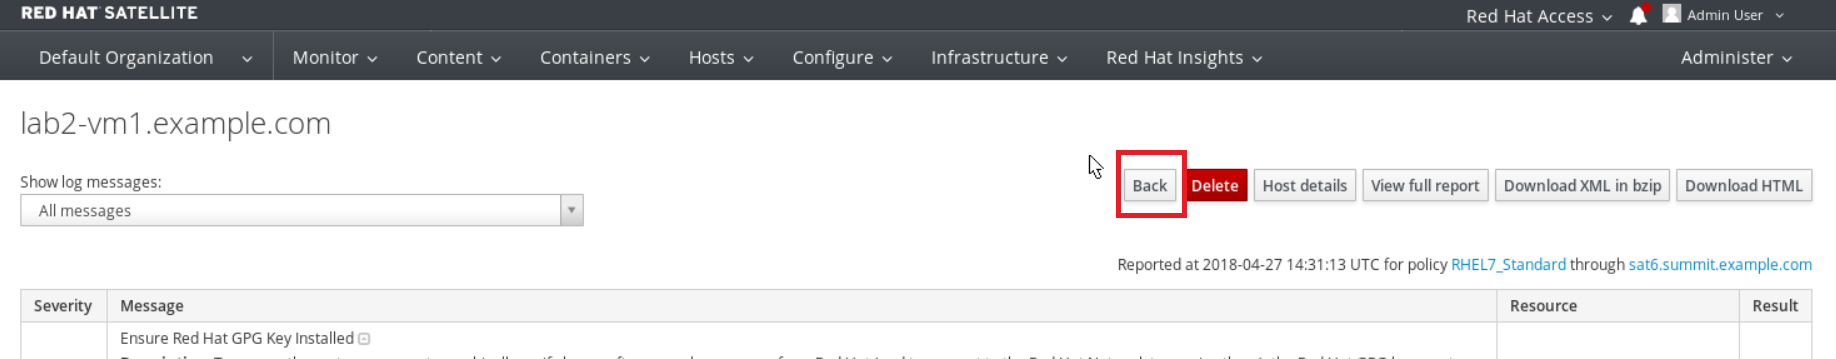 RED HAT SATELLITE
Red Hat Access Admin User
Default Organization Monitor Content Containers Hosts Configure Infrastructure Red Hat Insights Administer
lab2-vm1.example.com
Show log messages:
All messages
Back Delete Host details View full report Download XML in bzip Download HTML
Reported at 2018-04-27 14:31:13 UTC for policy RHEL7_Standard through sat6.summit.example.com
Severity Message Resource Result
Ensure Red Hat GPG Key Installed